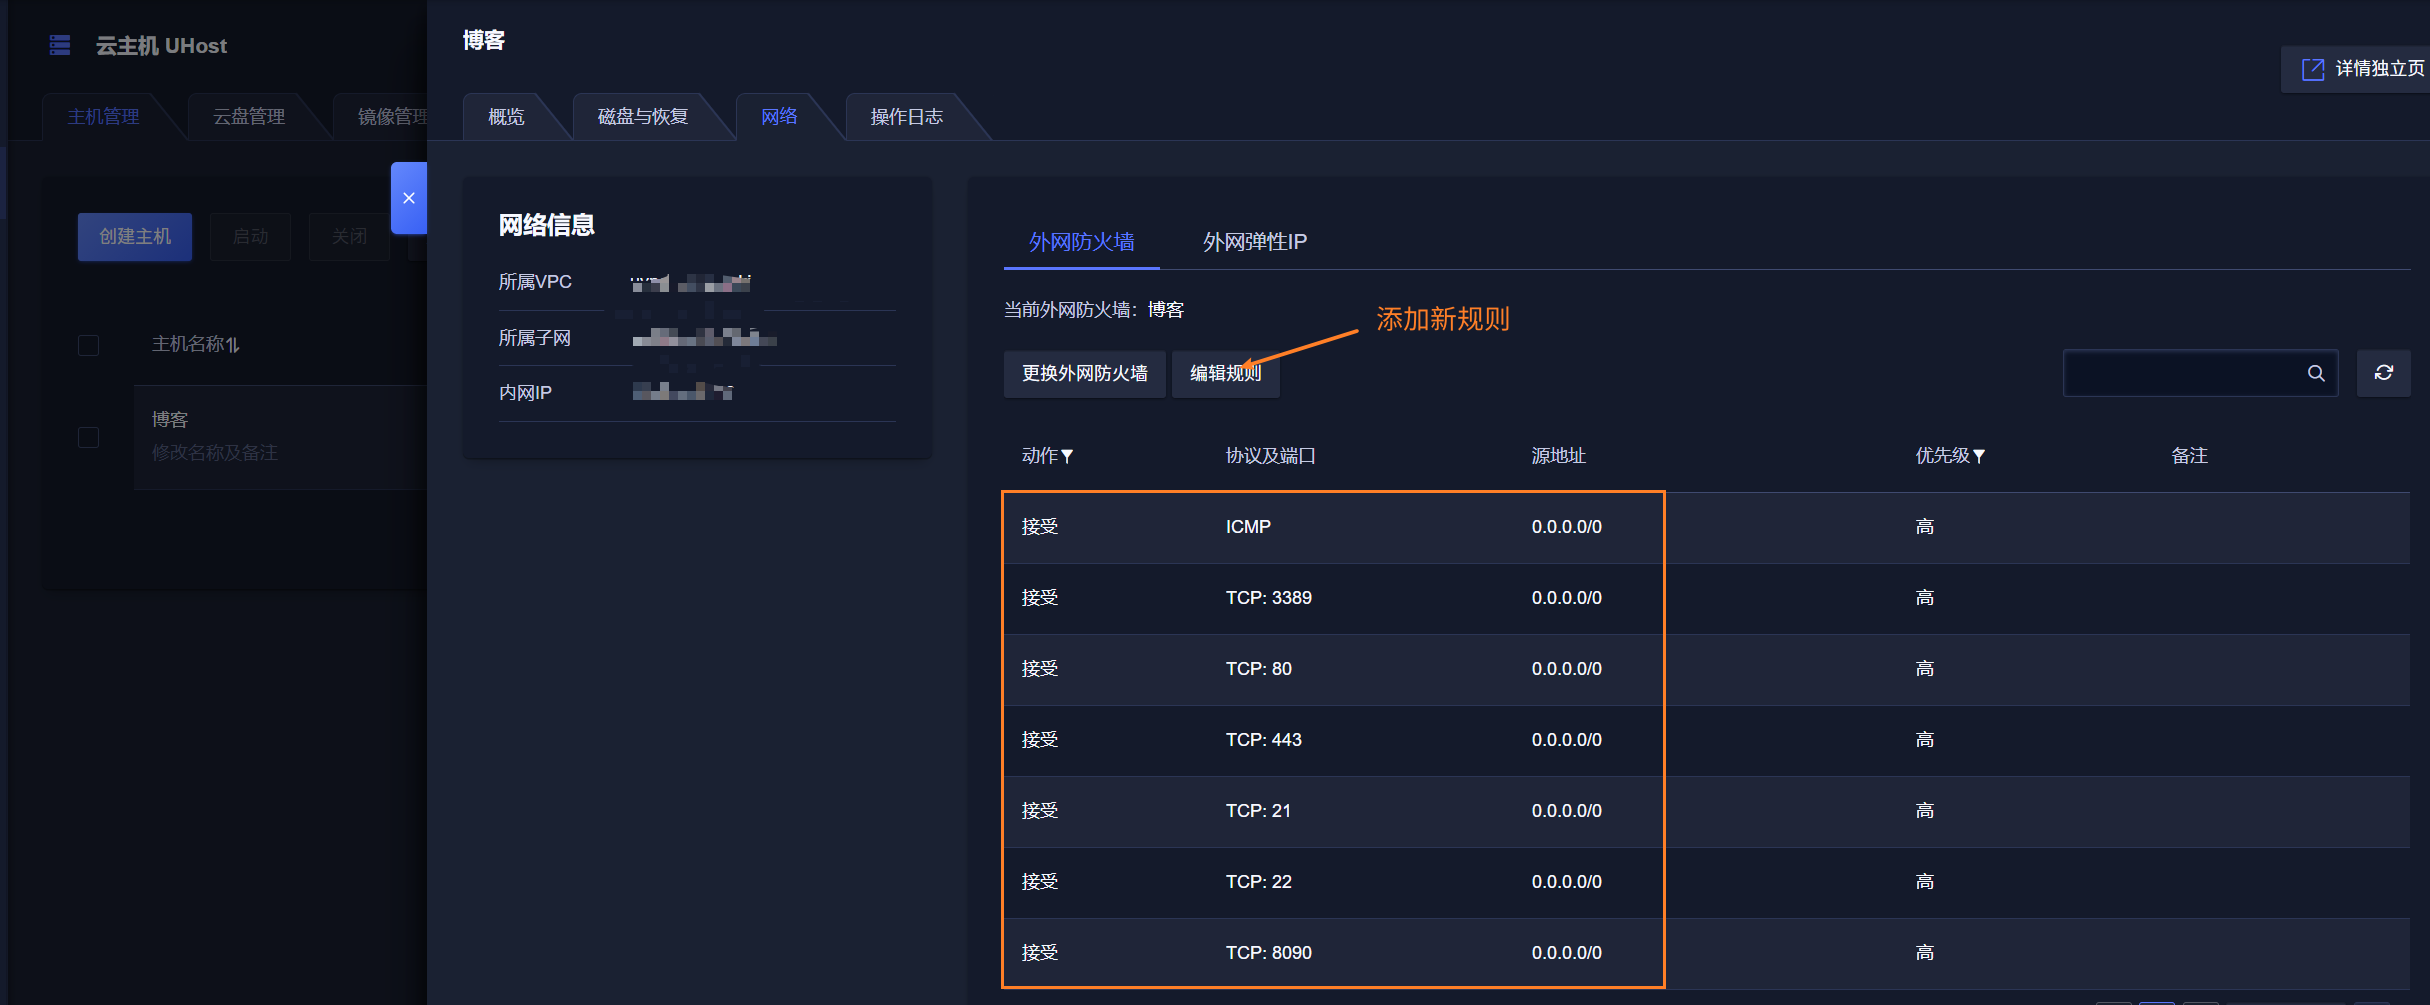 云主机 UHost
主机管理
云盘管理
镜像管理
创建主机
启动
关闭
主机名称
博客
修改名称及备注
博客
详情独立页
概览
磁盘与恢复
网络
操作日志
网络信息
所属VPC
所属子网
内网IP
外网防火墙
外网弹性IP
当前外网防火墙：博客
添加新规则
更换外网防火墙
编辑规则
动作 协议及端口 源地址 优先级 备注
接受 ICMP 0.0.0.0/0 高
接受 TCP: 3389 0.0.0.0/0 高
接受 TCP: 80 0.0.0.0/0 高
接受 TCP: 443 0.0.0.0/0 高
接受 TCP: 21 0.0.0.0/0 高
接受 TCP: 22 0.0.0.0/0 高
接受 TCP: 8090 0.0.0.0/0 高